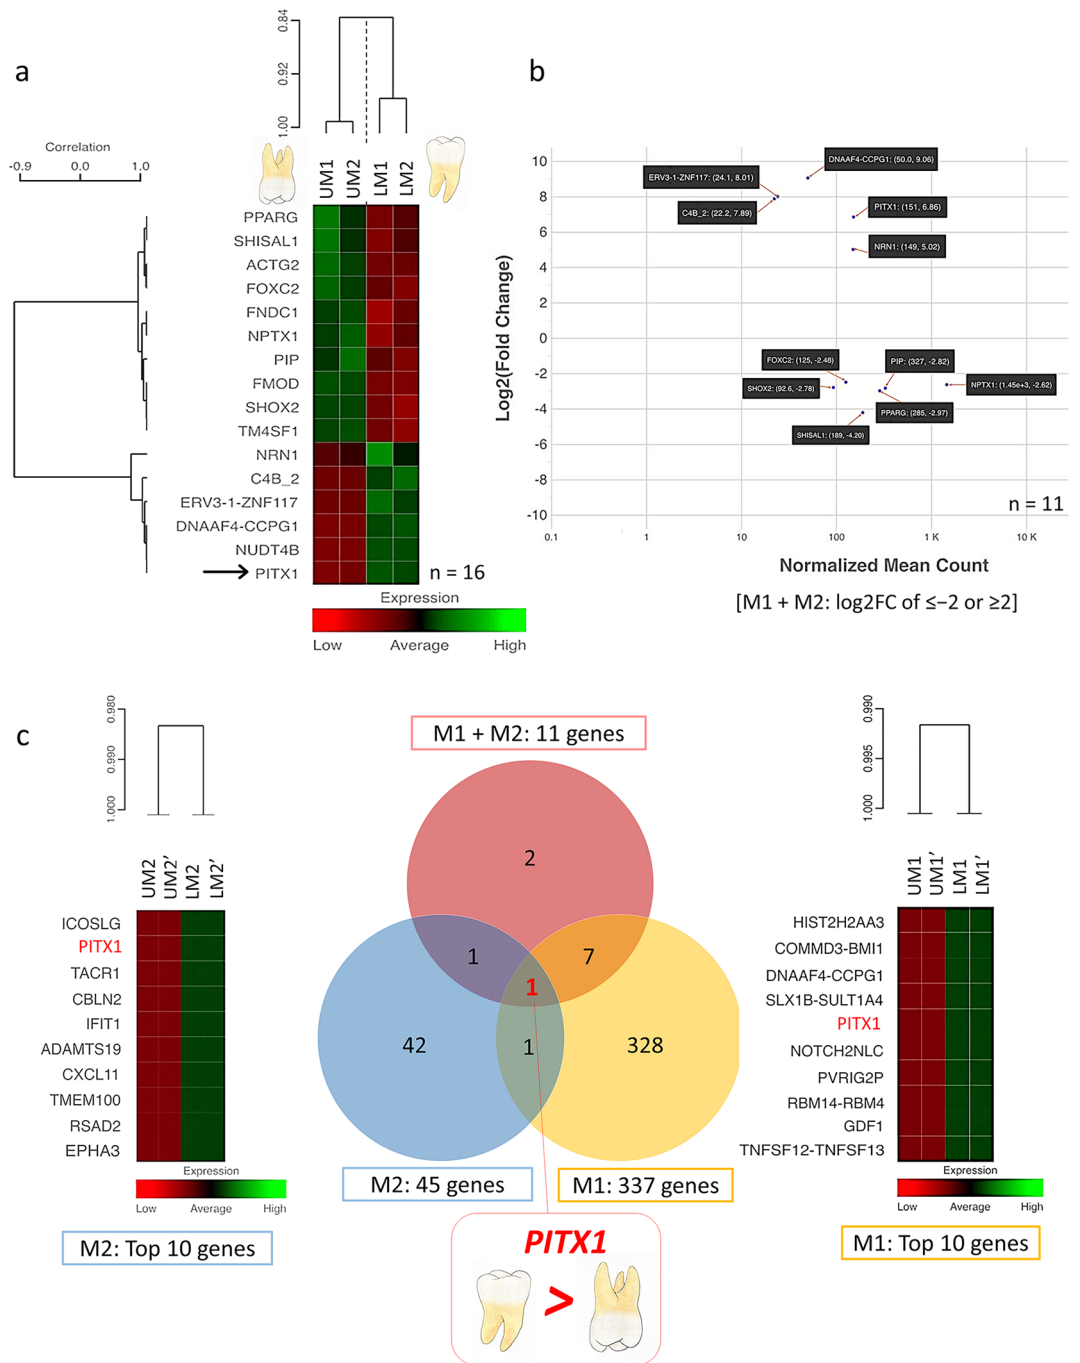 a
0.84
0.92
1.00
Correlation
-0.9 0.0 1.0
UM1 UM2 LM1 LM2
PPARG
SHISAL1
ACTG2
FOXC2
FNDC1
NPTX1
PIP
FMOD
SHOX2
TM4SF1
NRN1
C4B_2
ERV3-1-ZNF117
DNAAF4-CCPG1
NUDT4B
PITX1
n = 16
Expression
Low Average High
b
Log2(Fold Change)
10
8
6
4
2
0
-2
-4
-6
-8
-10
DNAAF4-CCPG1: (50.0, 9.06)
ERV3-1-ZNF117: (24.1, 8.01)
C4B_2: (22.2, 7.89)
PITX1: (151, 6.86)
NRN1: (149, 5.02)
FOXC2: (125, -2.48)
PIP: (327, -2.82)
SHOX2: (92.6, -2.78)
NPTX1: (1.45e+3, -2.62)
PPARG: (285, -2.97)
SHISAL1: (189, -4.20)
n = 11
0.1 1 10 100 1 K 10 K
Normalized Mean Count
[M1 + M2: log2FC of ≤−2 or ≥2]
c
0.980
0.990
1.000
UM2 UM2′ LM2 LM2′
ICOSLG
PITX1
TACR1
CBLN2
IFIT1
ADAMTS19
CXCL11
TMEM100
RSAD2
EPHA3
Expression
Low Average High
M2: Top 10 genes
M1 + M2: 11 genes
2
1
7
1
42
1
328
M2: 45 genes
M1: 337 genes
PITX1
>
0.990
0.995
1.000
UM1 UM1′ LM1 LM1′
HIST2H2AA3
COMMD3-BMI1
DNAAF4-CCPG1
SLX1B-SULT1A4
PITX1
NOTCH2NLC
PVRIG2P
RBM14-RBM4
GDF1
TNFSF12-TNFSF13
Expression
Low Average High
M1: Top 10 genes